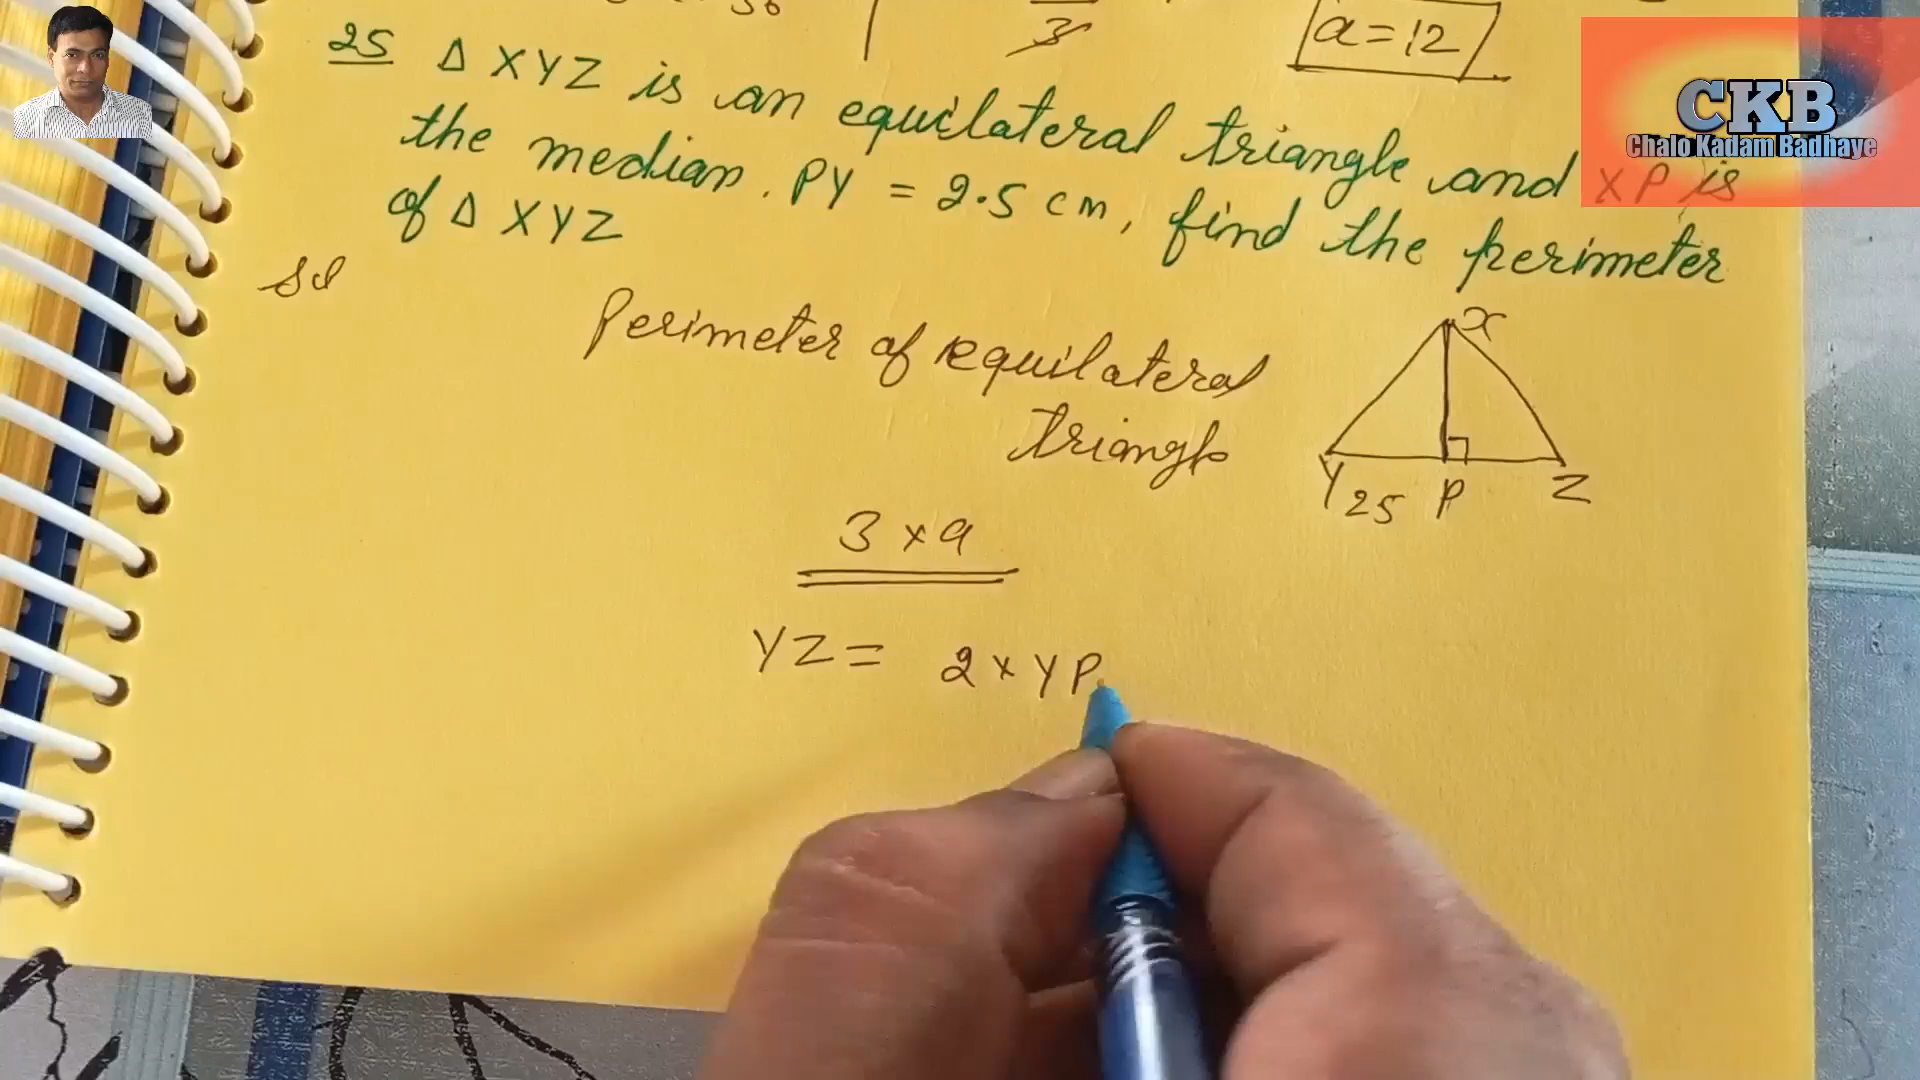 a = 12
CKB
Chalo Kadam Badhaye
25 Δ XYZ is an equilateral triangle and XP is
the median. PY = 2.5 cm, find the perimeter
of Δ XYZ
Perimeter of equilateral
triangle
X
Y 25 P Z
3 × a
YZ = 2 × YP